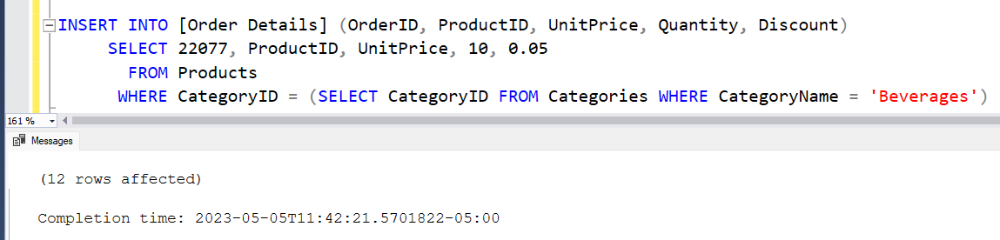 INSERT INTO [Order Details] (OrderID, ProductID, UnitPrice, Quantity, Discount)
SELECT 22077, ProductID, UnitPrice, 10, 0.05
FROM Products
WHERE CategoryID = (SELECT CategoryID FROM Categories WHERE CategoryName = 'Beverages')
161 %
Messages
(12 rows affected)
Completion time: 2023-05-05T11:42:21.5701822-05:00